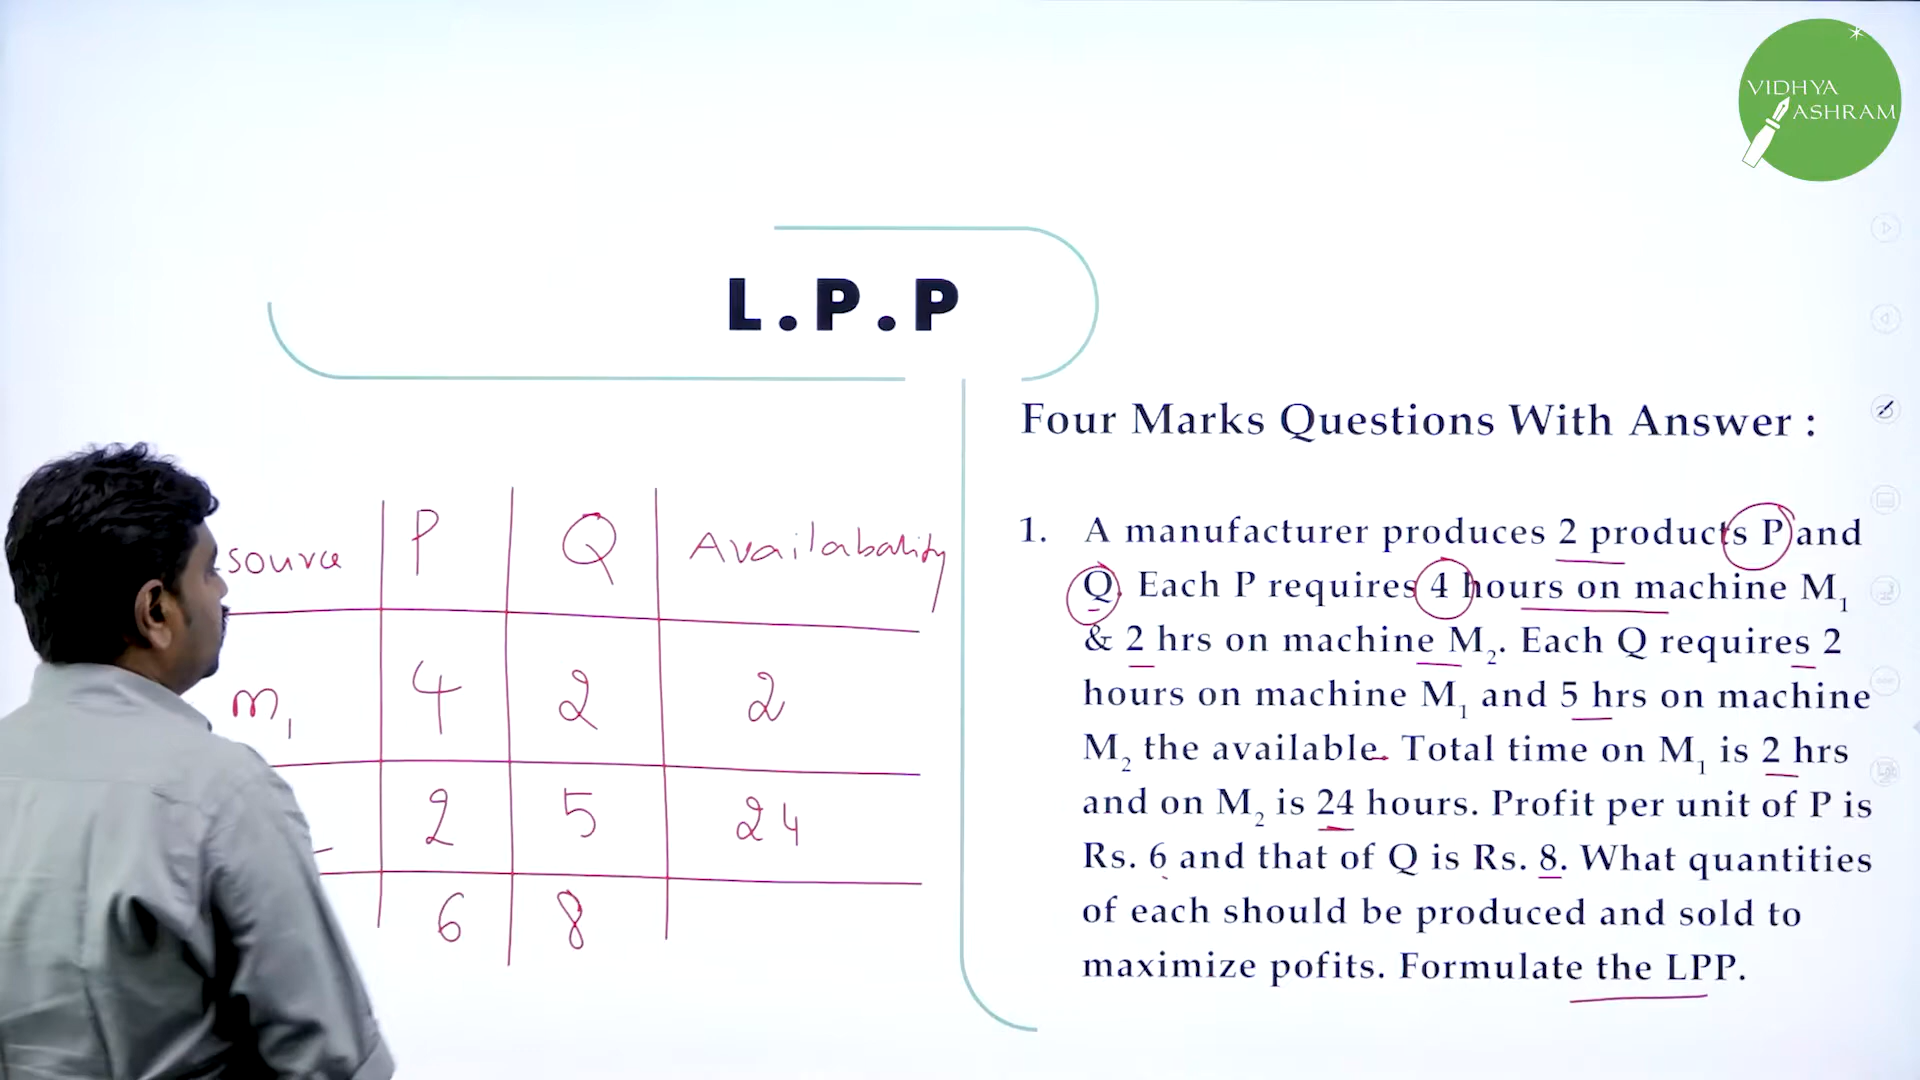 VIDHYA
ASHRAM
L.P.P
Four Marks Questions With Answer :
1. A manufacturer produces 2 products P and
Q. Each P requires 4 hours on machine M₁
& 2 hrs on machine M₂. Each Q requires 2
hours on machine M₁ and 5 hrs on machine
M₂ the available. Total time on M₁ is 2 hrs
and on M₂ is 24 hours. Profit per unit of P is
Rs. 6 and that of Q is Rs. 8. What quantities
of each should be produced and sold to
maximize pofits. Formulate the LPP.
source P Q Availabality
m₁ 4 2 2
2 5 24
6 8